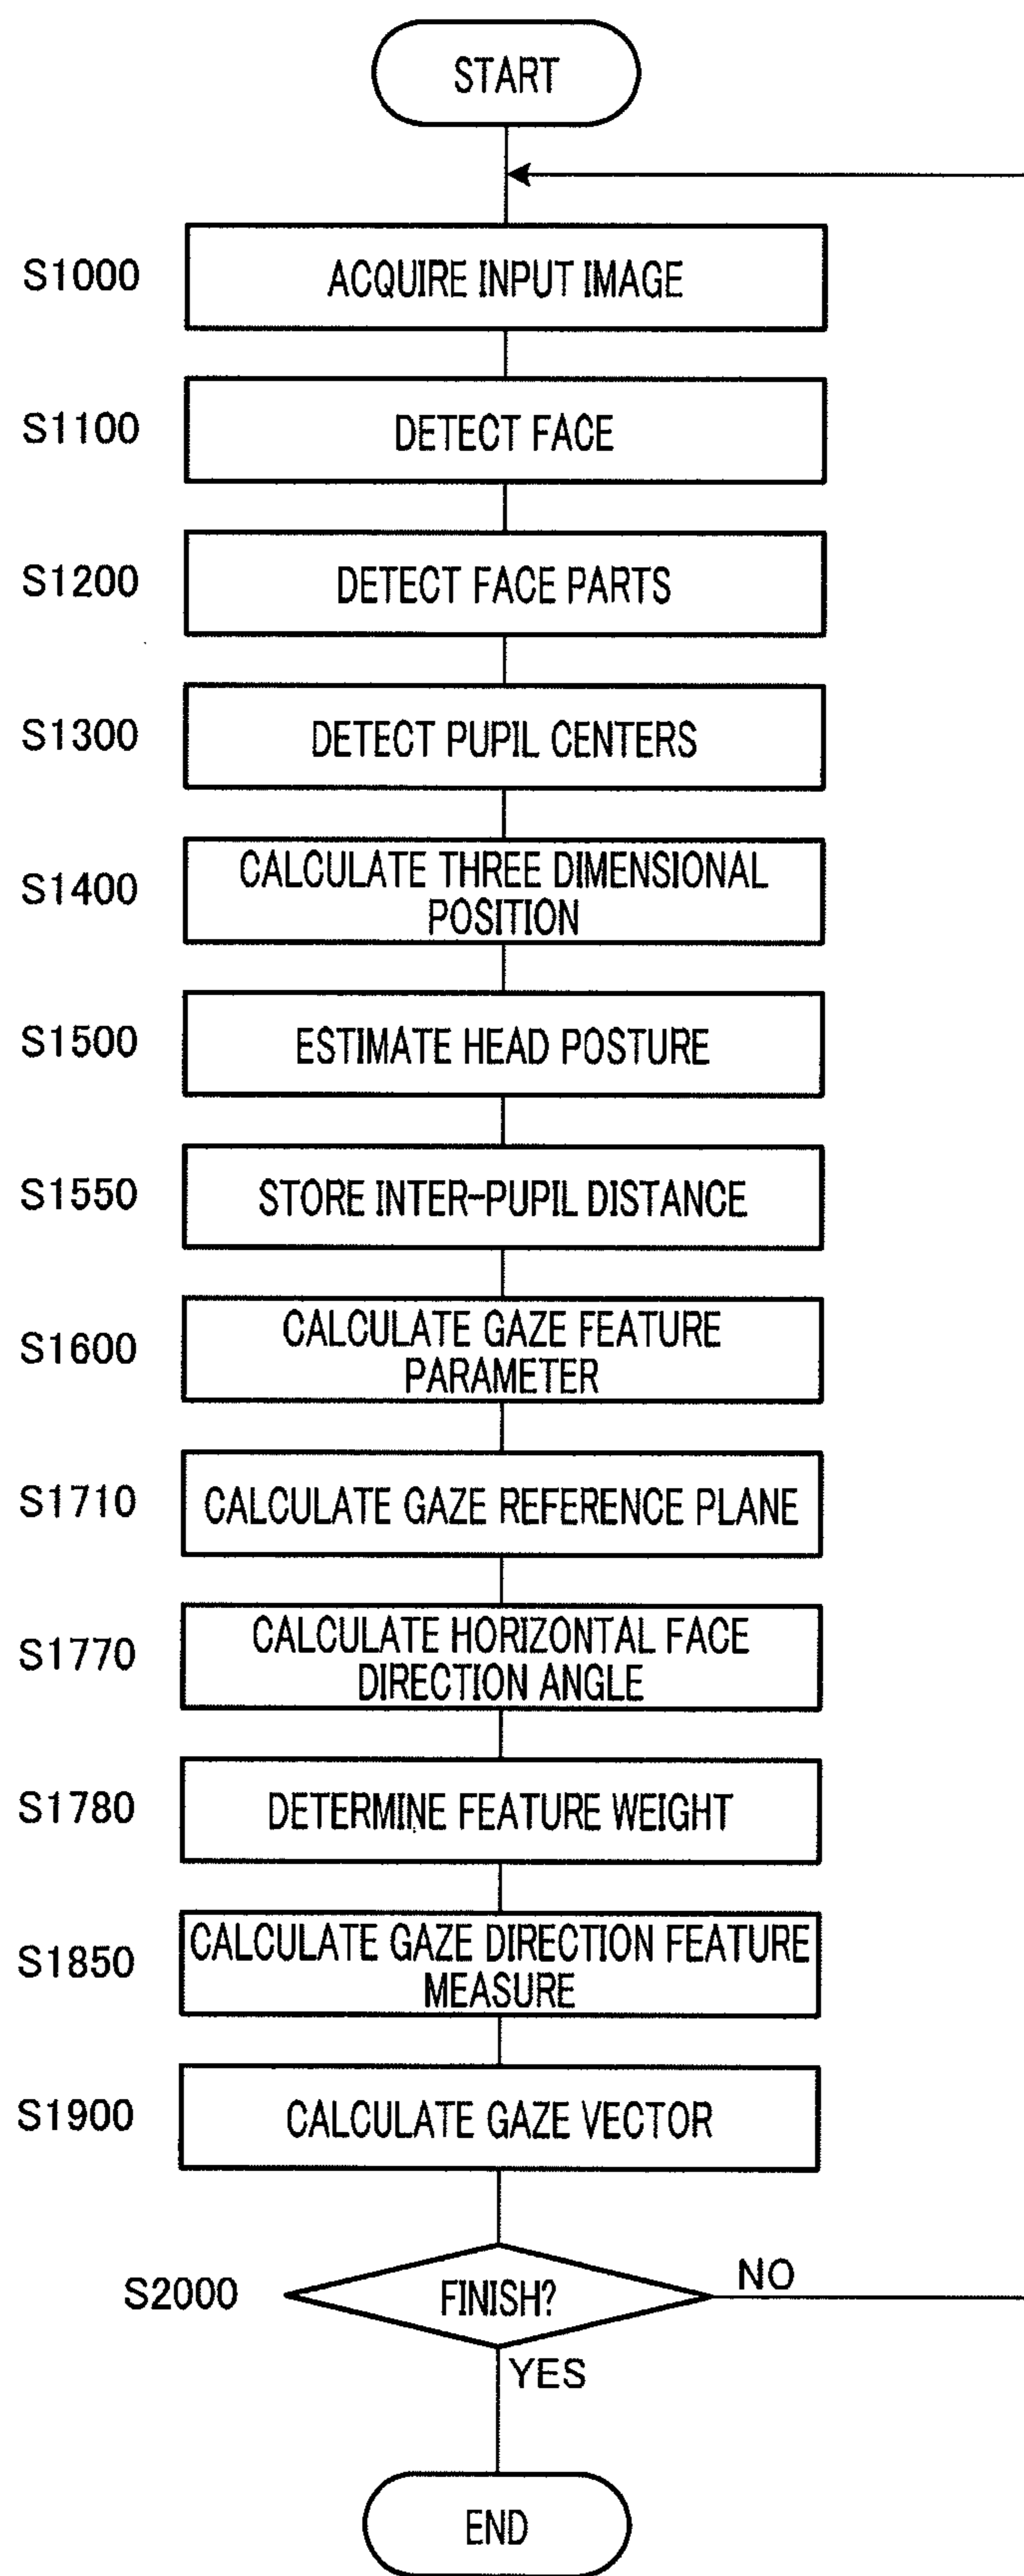 START
S1000
ACQUIRE INPUT IMAGE
S1100
DETECT FACE
S1200
DETECT FACE PARTS
S1300
DETECT PUPIL CENTERS
S1400
CALCULATE THREE DIMENSIONAL
POSITION
S1500
ESTIMATE HEAD POSTURE
S1550
STORE INTER-PUPIL DISTANCE
S1600
CALCULATE GAZE FEATURE
PARAMETER
S1710
CALCULATE GAZE REFERENCE PLANE
S1770
CALCULATE HORIZONTAL FACE
DIRECTION ANGLE
S1780
DETERMINE FEATURE WEIGHT
S1850
CALCULATE GAZE DIRECTION FEATURE
MEASURE
S1900
CALCULATE GAZE VECTOR
S2000
FINISH?
NO
YES
END